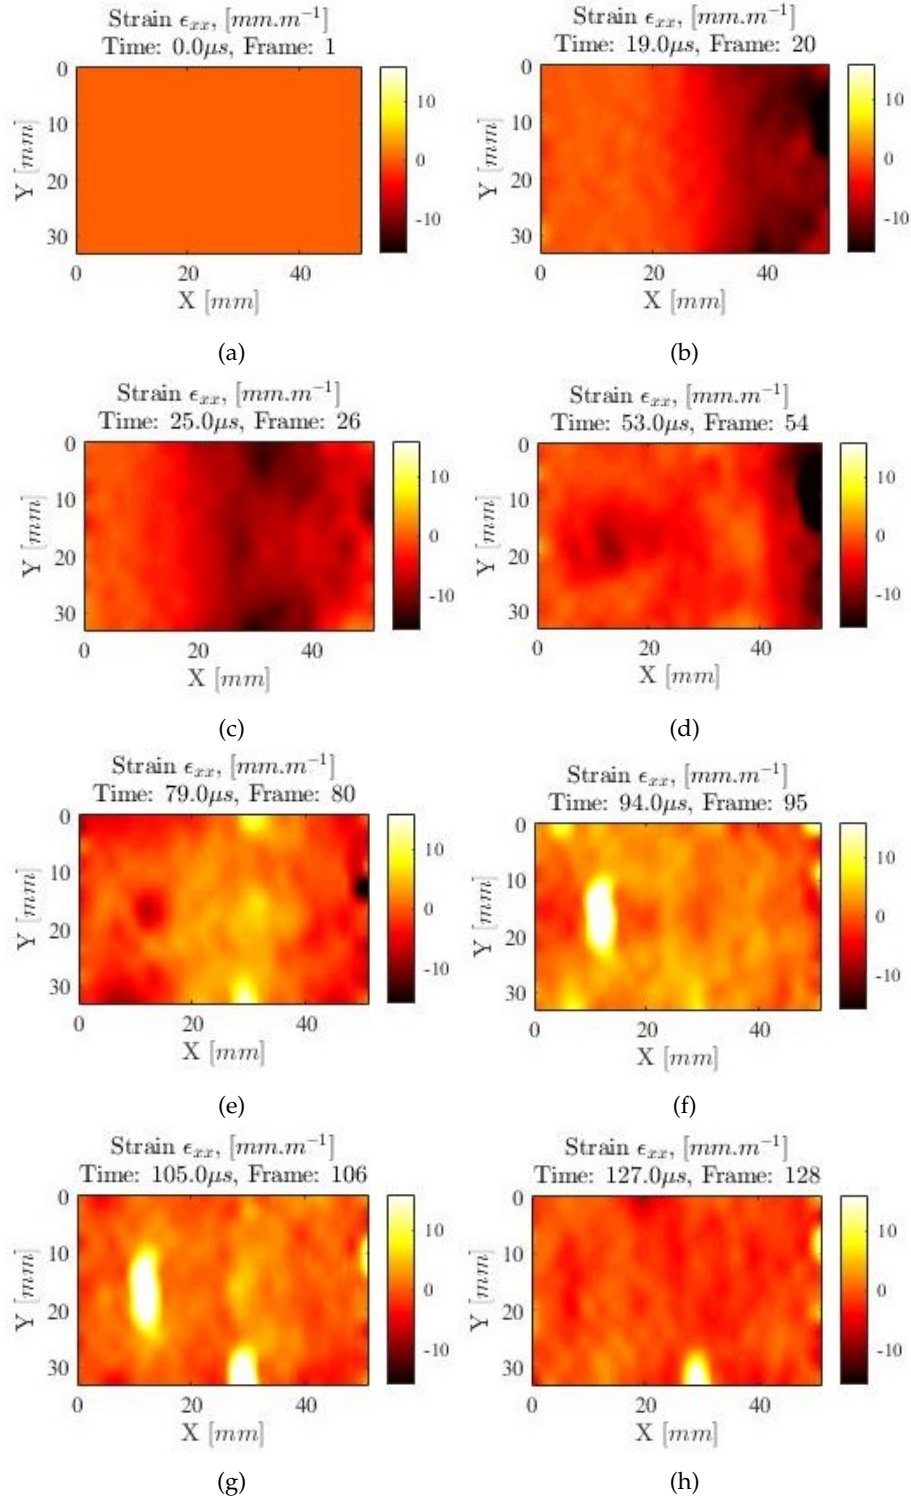 Strain ϵxx, [mm.m−1]
Time: 0.0μs, Frame: 1
0
10
20
30
Y [mm]
0
20
40
X [mm]
10
0
-10
(a)
Strain ϵxx, [mm.m−1]
Time: 19.0μs, Frame: 20
0
10
20
30
Y [mm]
0
20
40
X [mm]
10
0
-10
(b)
Strain ϵxx, [mm.m−1]
Time: 25.0μs, Frame: 26
0
10
20
30
Y [mm]
0
20
40
X [mm]
10
0
-10
(c)
Strain ϵxx, [mm.m−1]
Time: 53.0μs, Frame: 54
0
10
20
30
Y [mm]
0
20
40
X [mm]
10
0
-10
(d)
Strain ϵxx, [mm.m−1]
Time: 79.0μs, Frame: 80
0
10
20
30
Y [mm]
0
20
40
X [mm]
10
0
-10
(e)
Strain ϵxx, [mm.m−1]
Time: 94.0μs, Frame: 95
0
10
20
30
Y [mm]
0
20
40
X [mm]
10
0
-10
(f)
Strain ϵxx, [mm.m−1]
Time: 105.0μs, Frame: 106
0
10
20
30
Y [mm]
0
20
40
X [mm]
10
0
-10
(g)
Strain ϵxx, [mm.m−1]
Time: 127.0μs, Frame: 128
0
10
20
30
Y [mm]
0
20
40
X [mm]
10
0
-10
(h)